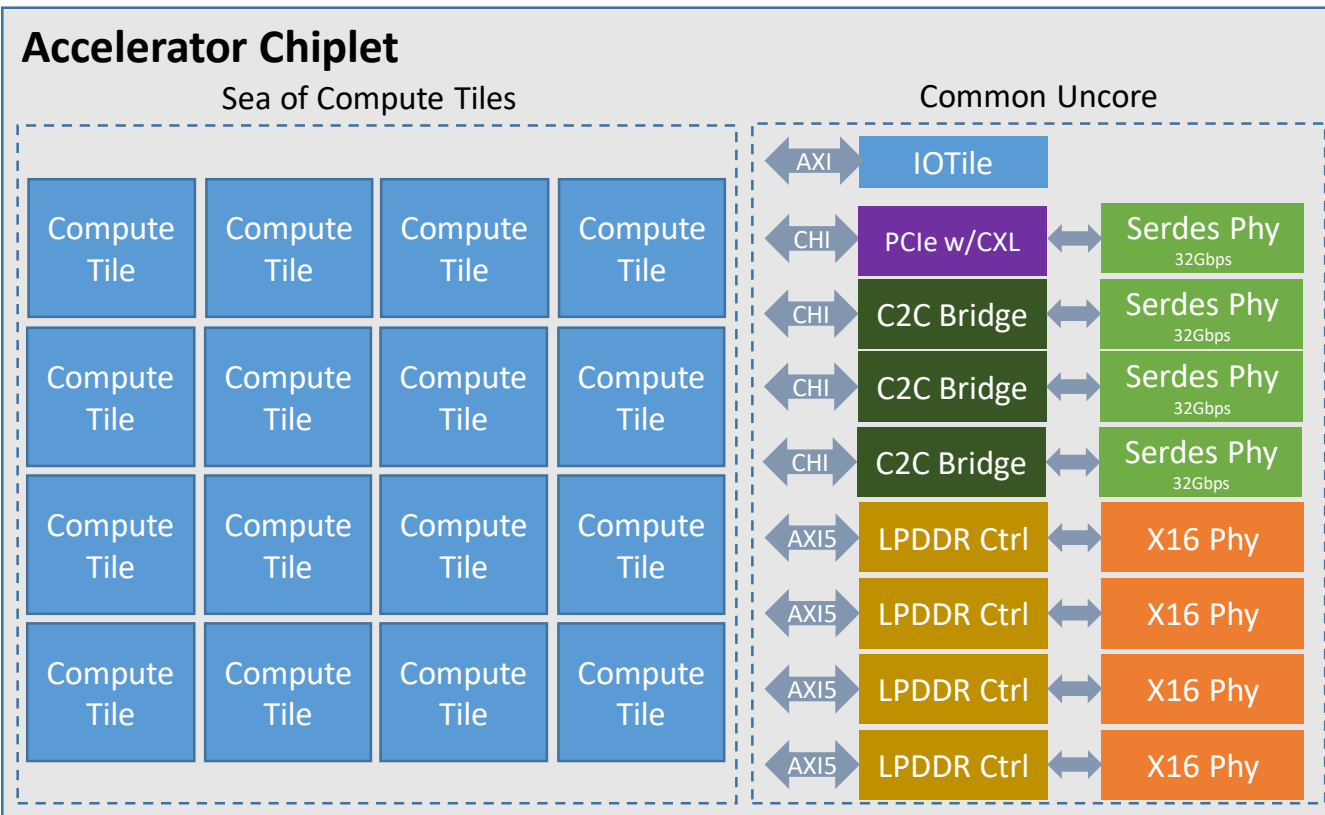 Accelerator Chiplet
Sea of Compute Tiles
Compute
Tile
Compute
Tile
Compute
Tile
Compute
Tile
Compute
Tile
Compute
Tile
Compute
Tile
Compute
Tile
Compute
Tile
Compute
Tile
Compute
Tile
Compute
Tile
Compute
Tile
Compute
Tile
Compute
Tile
Compute
Tile
Common Uncore
AXI
IOTile
CHI
PCIe w/CXL
Serdes Phy
32Gbps
CHI
C2C Bridge
Serdes Phy
32Gbps
CHI
C2C Bridge
Serdes Phy
32Gbps
CHI
C2C Bridge
Serdes Phy
32Gbps
AXI5
LPDDR Ctrl
X16 Phy
AXI5
LPDDR Ctrl
X16 Phy
AXI5
LPDDR Ctrl
X16 Phy
AXI5
LPDDR Ctrl
X16 Phy